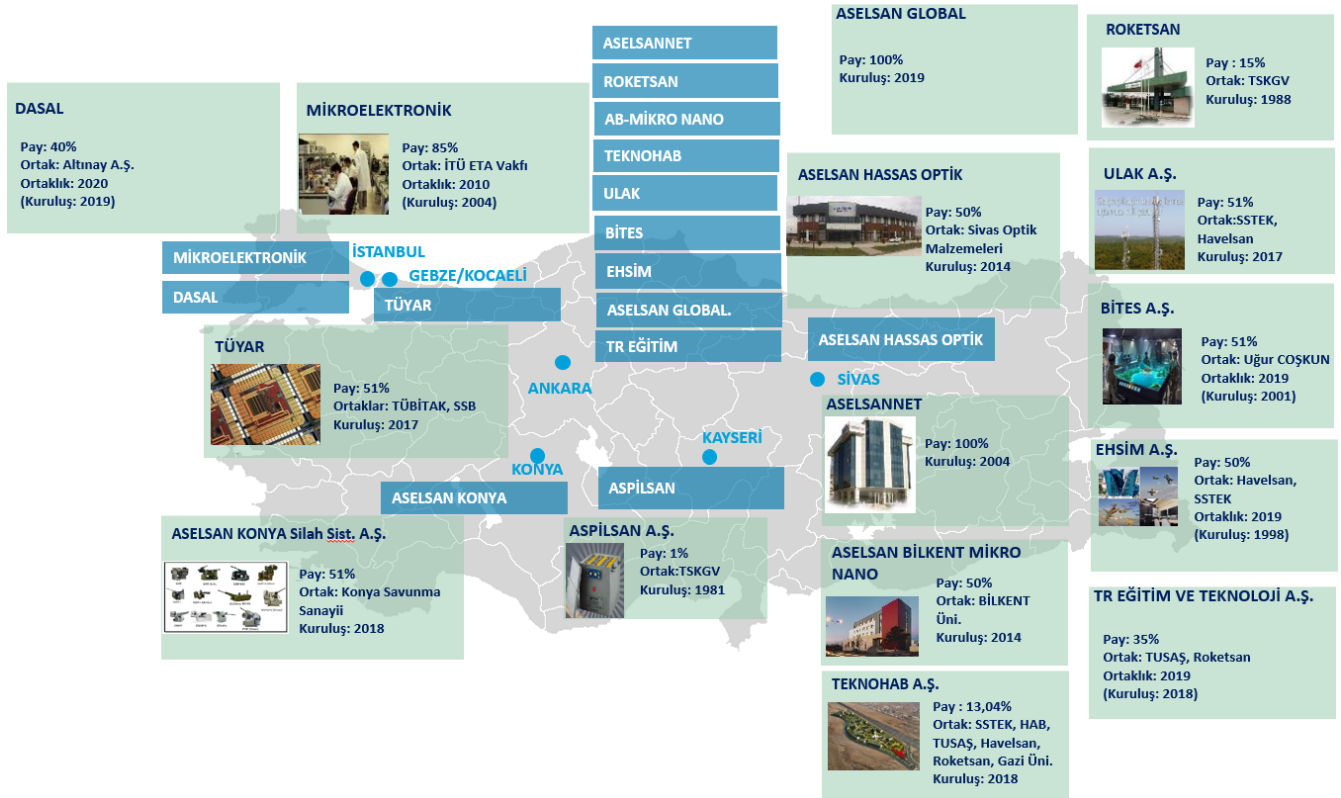 ASELSAN GLOBAL
Pay: 100%
Kuruluş: 2019
ROKETSAN
Pay : 15%
Ortak: TSKGV
Kuruluş: 1988
DASAL
Pay: 40%
Ortak: Altınay A.Ş.
Ortaklık: 2020
(Kuruluş: 2019)
MİKROELEKTRONİK
Pay: 85%
Ortak: İTÜ ETA Vakfı
Ortaklık: 2010
(Kuruluş: 2004)
ASELSANNET
ROKETSAN
AB-MİKRO NANO
TEKNOHAB
ULAK
BİTES
EHSİM
ASELSAN GLOBAL.
TR EĞİTİM
ASELSAN HASSAS OPTİK
Pay: 50%
Ortak: Sivas Optik
Malzemeleri
Kuruluş: 2014
ULAK A.Ş.
Pay: 51%
Ortak:SSTEK,
Havelsan
Kuruluş: 2017
MİKROELEKTRONİK
DASAL
İSTANBUL
GEBZE/KOCAELİ
TÜYAR
ASELSAN HASSAS OPTİK
SİVAS
BİTES A.Ş.
Pay: 51%
Ortak: Uğur COŞKUN
Ortaklık: 2019
(Kuruluş: 2001)
TÜYAR
Pay: 51%
Ortaklar: TÜBİTAK, SSB
Kuruluş: 2017
ANKARA
KONYA
KAYSERİ
ASELSANNET
Pay: 100%
Kuruluş: 2004
EHSİM A.Ş.
Pay: 50%
Ortak: Havelsan,
SSTEK
Ortaklık: 2019
(Kuruluş: 1998)
ASELSAN KONYA
ASPİLSAN
ASELSAN KONYA Silah Sist. A.Ş.
Pay: 51%
Ortak: Konya Savunma
Sanayii
Kuruluş: 2018
ASPİLSAN A.Ş.
Pay: 1%
Ortak:TSKGV
Kuruluş: 1981
ASELSAN BİLKENT MİKRO
NANO
Pay: 50%
Ortak: BİLKENT
Üni.
Kuruluş: 2014
TR EĞİTİM VE TEKNOLOJİ A.Ş.
Pay: 35%
Ortak: TUSAŞ, Roketsan
Ortaklık: 2019
(Kuruluş: 2018)
TEKNOHAB A.Ş.
Pay : 13,04%
Ortak: SSTEK, HAB,
TUSAŞ, Havelsan,
Roketsan, Gazi Üni.
Kuruluş: 2018